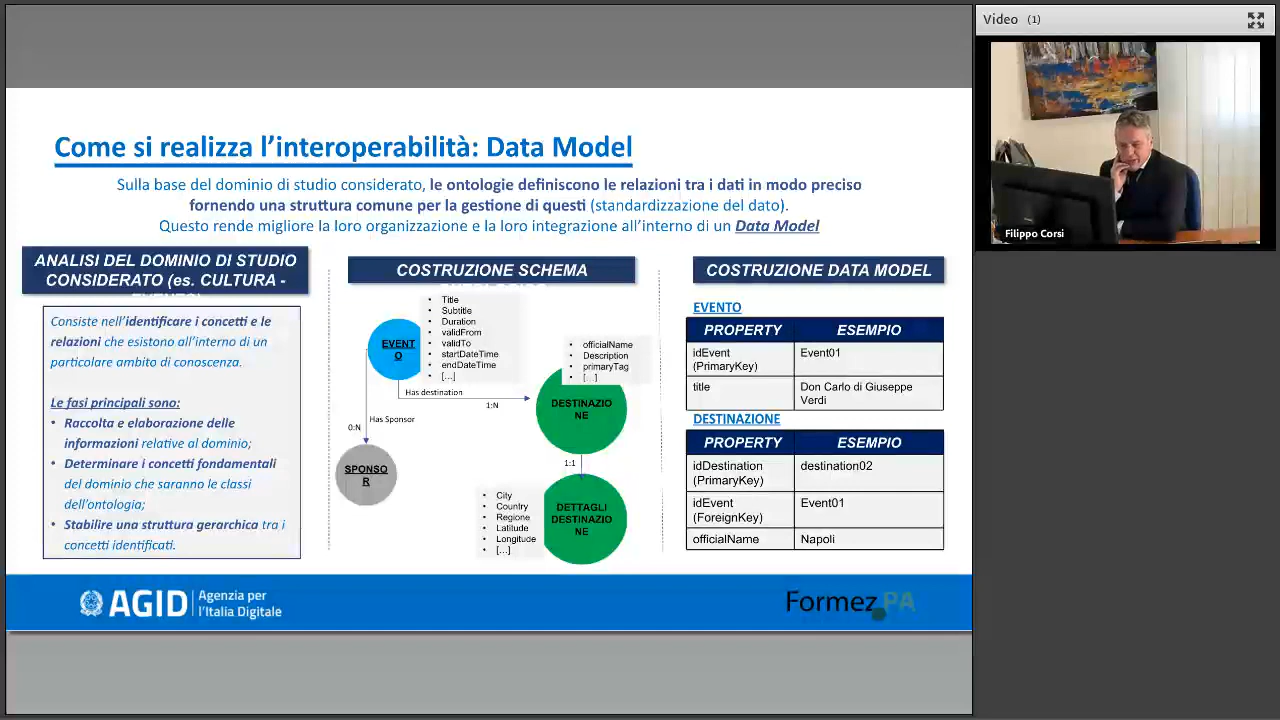 Video (1)
Filippo Corsi
Come si realizza l'interoperabilità: Data Model
Sulla base del dominio di studio considerato, le ontologie definiscono le relazioni tra i dati in modo preciso
fornendo una struttura comune per la gestione di questi (standardizzazione del dato).
Questo rende migliore la loro organizzazione e la loro integrazione all'interno di un Data Model
ANALISI DEL DOMINIO DI STUDIO
CONSIDERATO (es. CULTURA -
Consiste nell'identificare i concetti e le
relazioni che esistono all'interno di un
particolare ambito di conoscenza.
Le fasi principali sono:
• Raccolta e elaborazione delle
informazioni relative al dominio;
• Determinare i concetti fondamentali
del dominio che saranno le classi
dell'ontologia;
• Stabilire una struttura gerarchica tra i
concetti identificati.
COSTRUZIONE SCHEMA
EVENT
O
• Title
• Subtitle
• Duration
• validFrom
• validTo
• startDateTime
• endDateTime
• [...]
• officialName
• Description
• primaryTag
• [...]
Has destination
1:N
DESTINAZIO
NE
Has Sponsor
0:N
SPONSO
R
1:1
• City
• Country
• Regione
• Latitude
• Longitude
• [...]
DETTAGLI
DESTINAZIO
NE
COSTRUZIONE DATA MODEL
EVENTO
PROPERTY ESEMPIO
idEvent Event01
(PrimaryKey)
title Don Carlo di Giuseppe
Verdi
DESTINAZIONE
PROPERTY ESEMPIO
idDestination destination02
(PrimaryKey)
idEvent Event01
(ForeignKey)
officialName Napoli
AGID Agenzia per
l'Italia Digitale
Formez PA